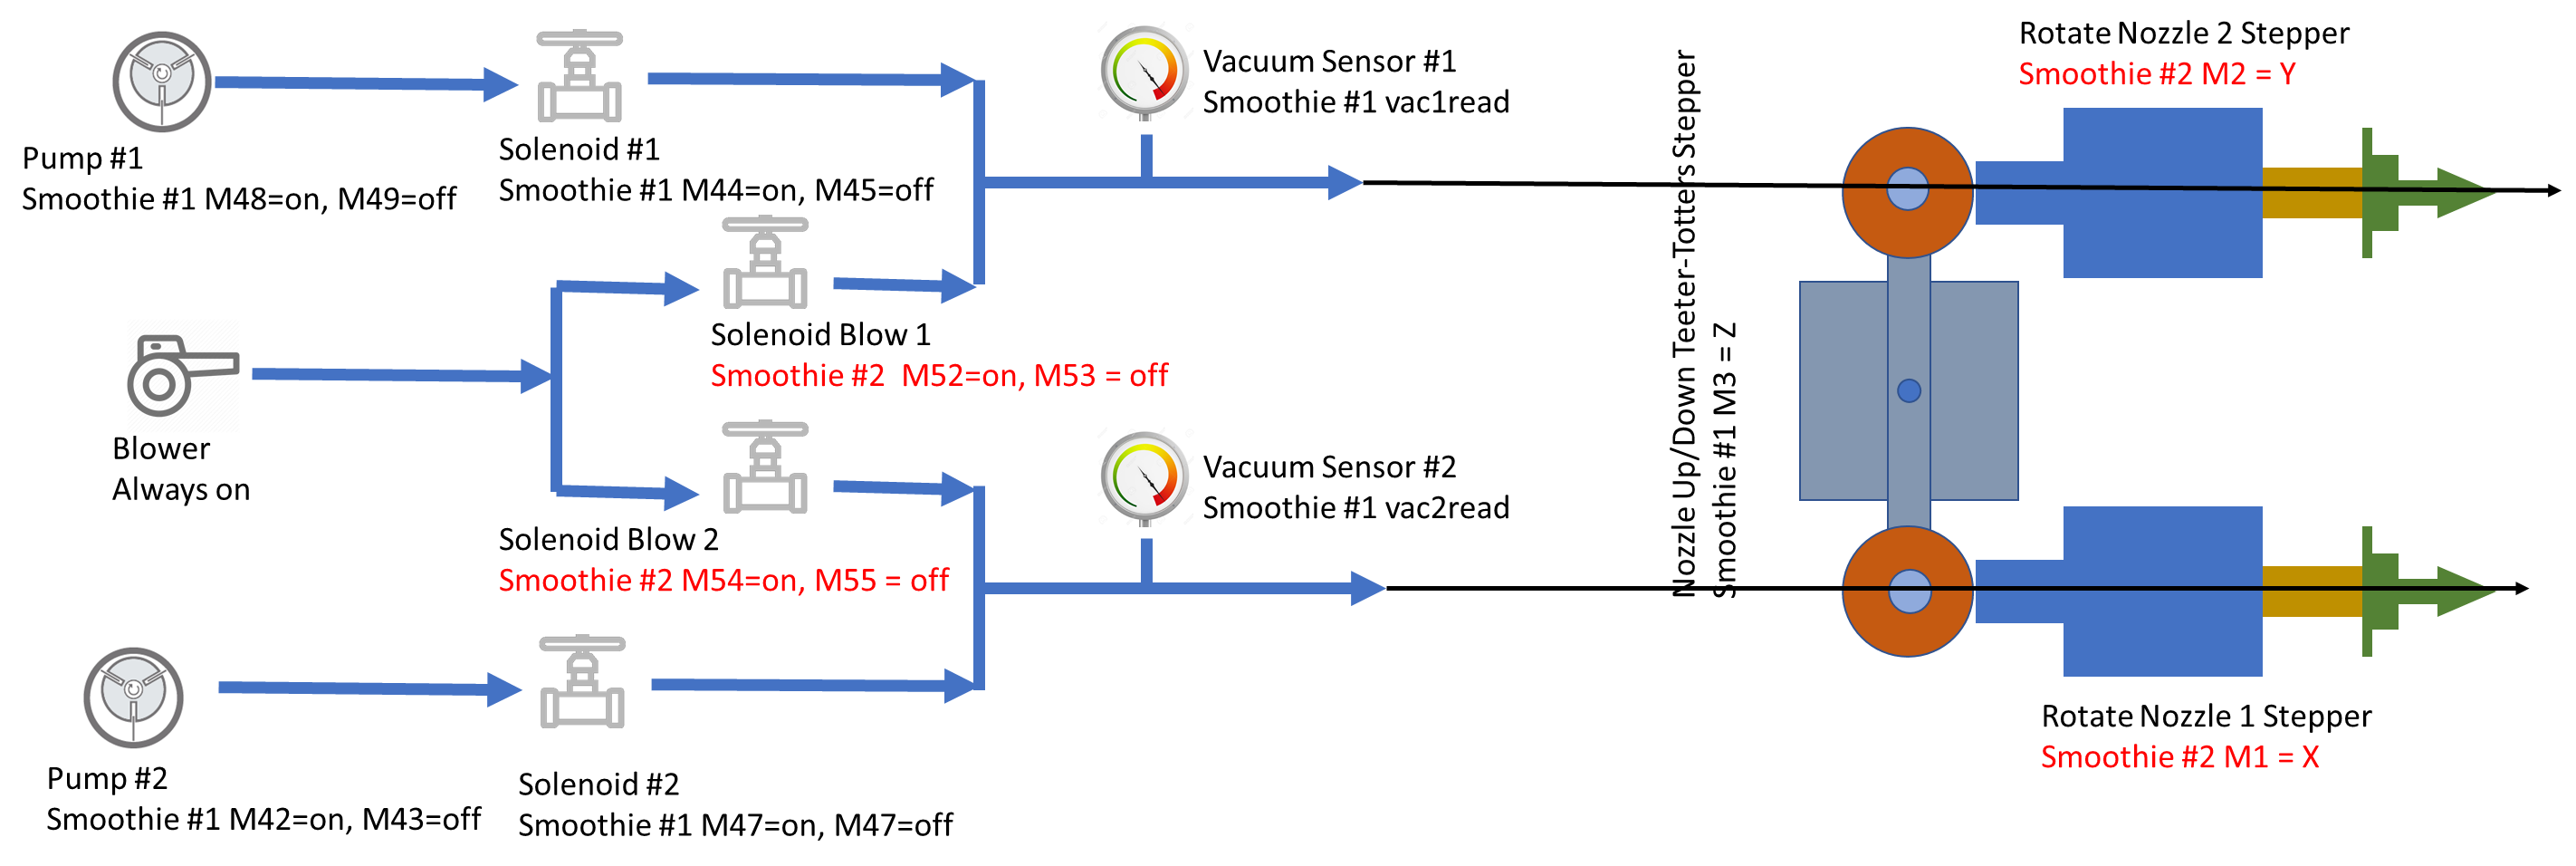 Pump #1
Smoothie #1 M48=on, M49=off
Solenoid #1
Smoothie #1 M44=on, M45=off
Vacuum Sensor #1
Smoothie #1 vac1read
Rotate Nozzle 2 Stepper
Smoothie #2 M2 = Y
Blower
Always on
Solenoid Blow 1
Smoothie #2 M52=on, M53 = off
Solenoid Blow 2
Smoothie #2 M54=on, M55 = off
Vacuum Sensor #2
Smoothie #1 vac2read
Nozzle Up/Down Teeter-Totters Stepper
Smoothie #1 M3 = Z
Pump #2
Smoothie #1 M42=on, M43=off
Solenoid #2
Smoothie #1 M47=on, M47=off
Rotate Nozzle 1 Stepper
Smoothie #2 M1 = X